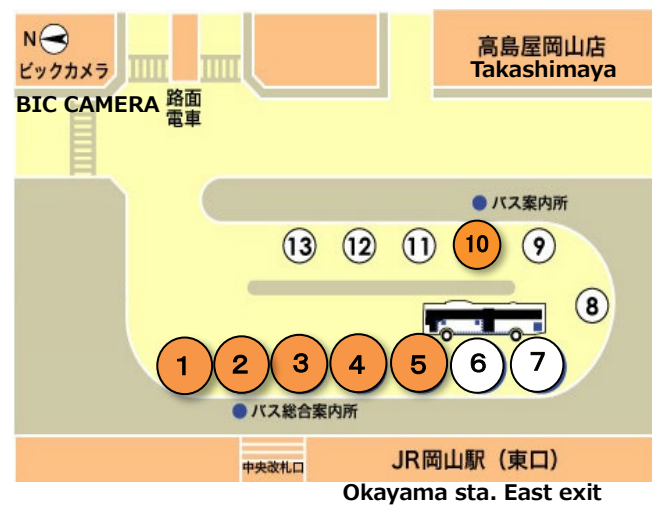 N
ビックカメラ
BIC CAMERA
路面
電車
高島屋岡山店
Takashimaya
バス案内所
13 12 11 10 9
8
1 2 3 4 5 6 7
バス総合案内所
中央改札口
JR岡山駅（東口）
Okayama sta. East exit